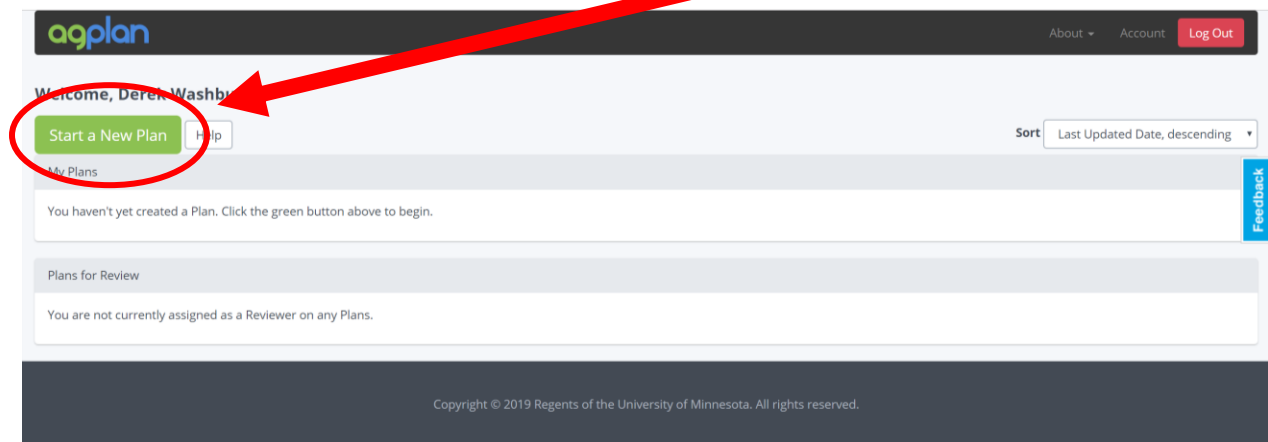 agplan
About Account Log Out
Welcome, Derek Washbu
Start a New Plan Help Sort Last Updated Date, descending
My Plans
You haven't yet created a Plan. Click the green button above to begin.
Feedback
Plans for Review
You are not currently assigned as a Reviewer on any Plans.
Copyright © 2019 Regents of the University of Minnesota. All rights reserved.